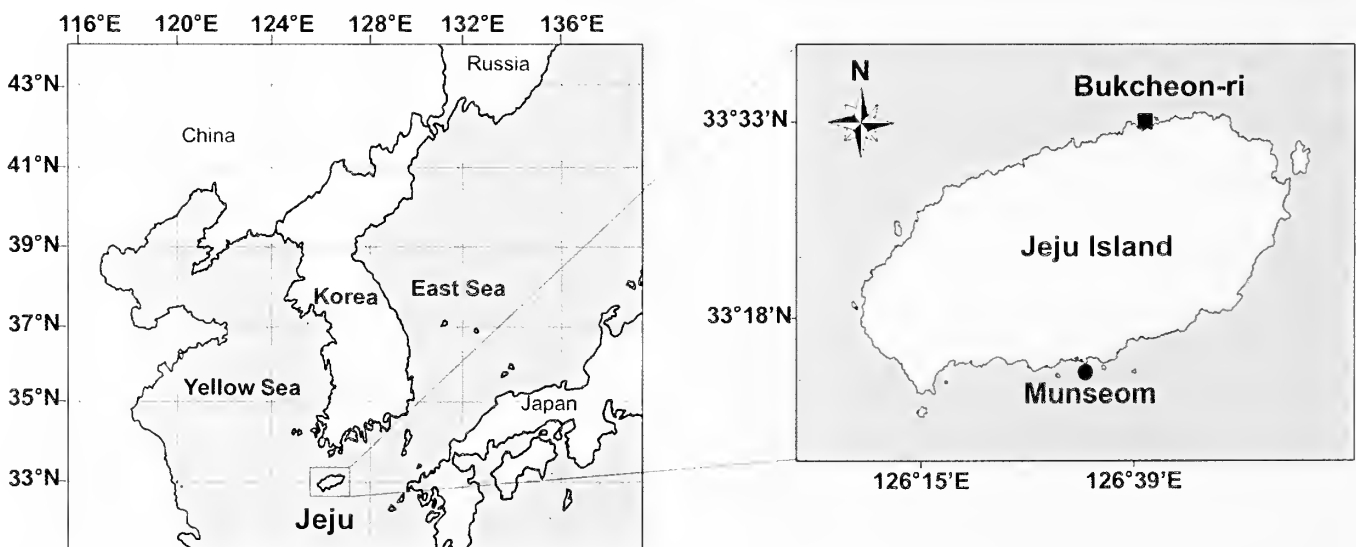 116°E 120°E 124°E 128°E 132°E 136°E
43°N
41°N
39°N
37°N
35°N
33°N
Russia
China
Korea
East Sea
Yellow Sea
Japan
Jeju
N
Bukcheon-ri
33°33'N
Jeju Island
33°18'N
Munseom
126°15'E 126°39'E